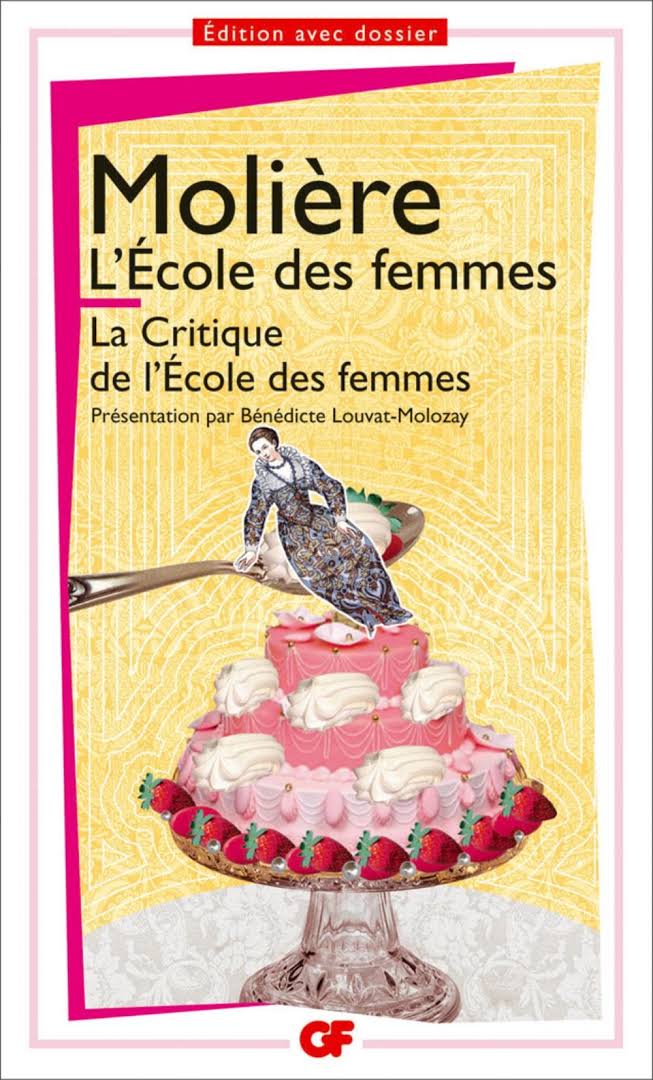 Édition avec dossier
Molière
L'École des femmes
La Critique
de l'École des femmes
Présentation par Bénédicte Louvat-Molozay
GF